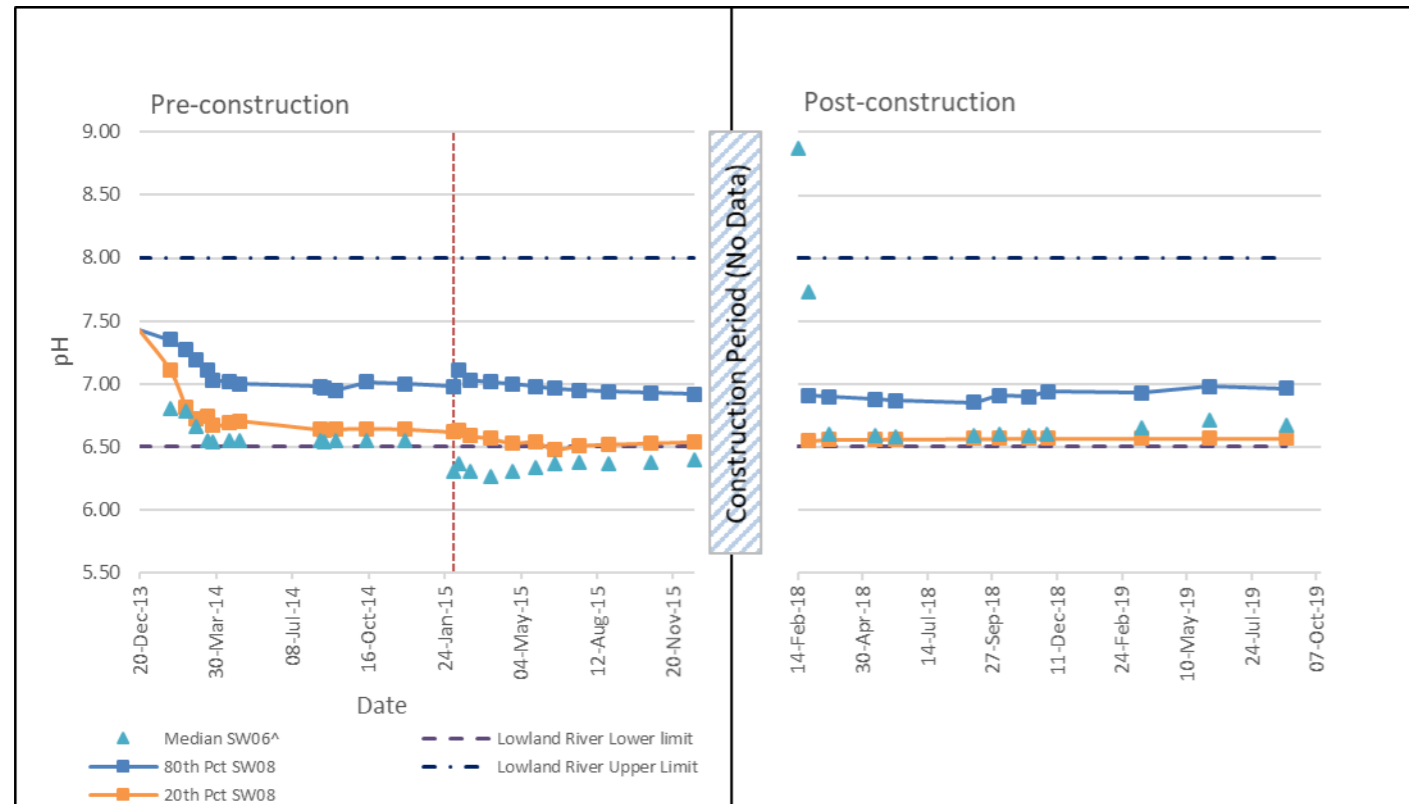 Pre-construction
Post-construction
9.00
8.50
8.00
7.50
7.00
6.50
6.00
5.50
pH
20-Dec-13
30-Mar-14
08-Jul-14
16-Oct-14
24-Jan-15
04-May-15
12-Aug-15
20-Nov-15
Date
Construction Period (No Data)
14-Feb-18
30-Apr-18
14-Jul-18
27-Sep-18
11-Dec-18
24-Feb-19
10-May-19
24-Jul-19
07-Oct-19
Median SW06^
Lowland River Lower limit
80th Pct SW08
Lowland River Upper Limit
20th Pct SW08